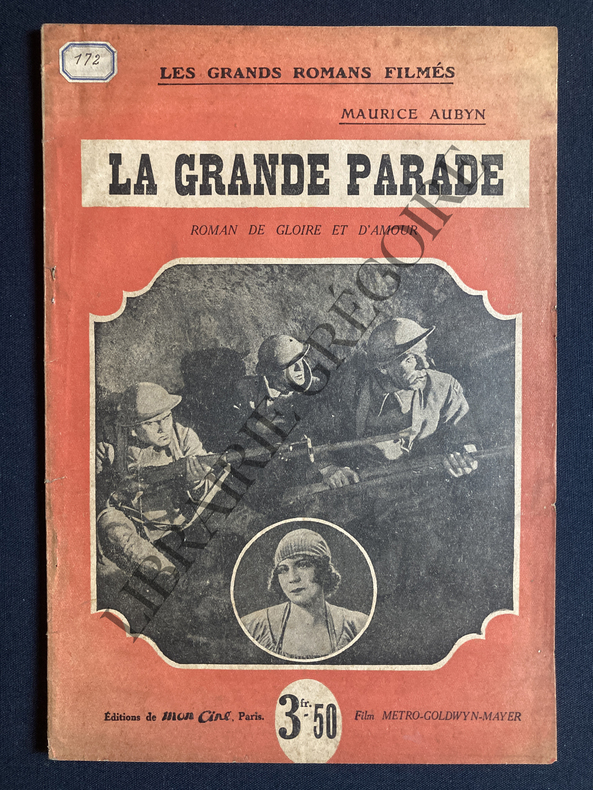 172
LES GRANDS ROMANS FILMÉS
MAURICE AUBYN
LA GRANDE PARADE
ROMAN DE GLOIRE ET D'AMOUR
LIBRAIRIE GRÉGOIRE
Éditions de mon Ciné, Paris.
3 fr. - 50
Film METRO-GOLDWYN-MAYER